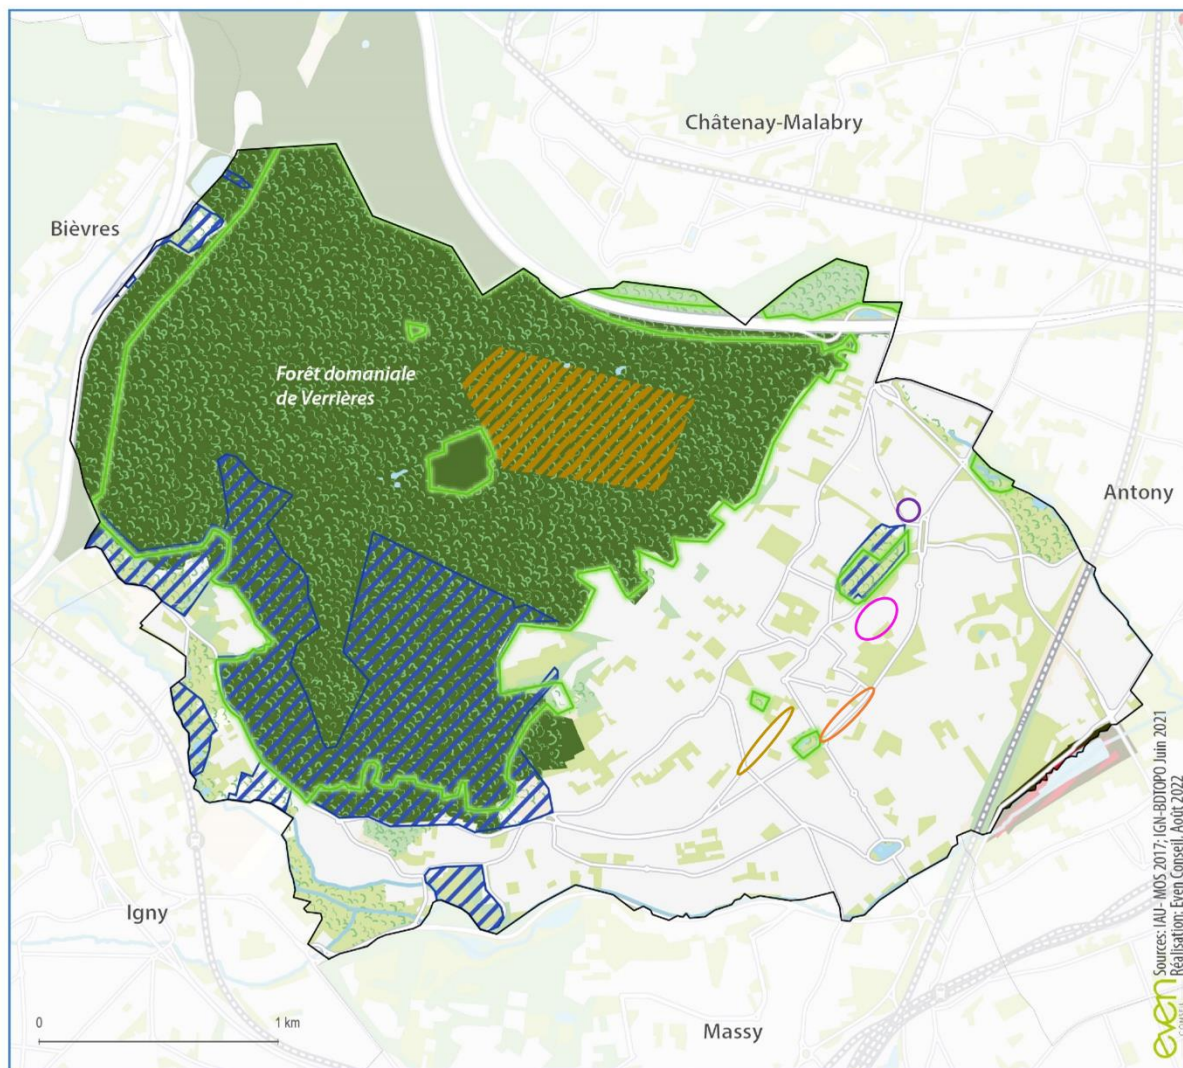 Châtenay-Malabry
Bièvres
Forêt domaniale
de Verrières
Antony
Igny
Massy
0
1 km
Sources: IAU - MOS 2017; IGN-BDTOPO Juin 2021
Réalisation: Even Conseil, Août 2022
even
CONSEIL